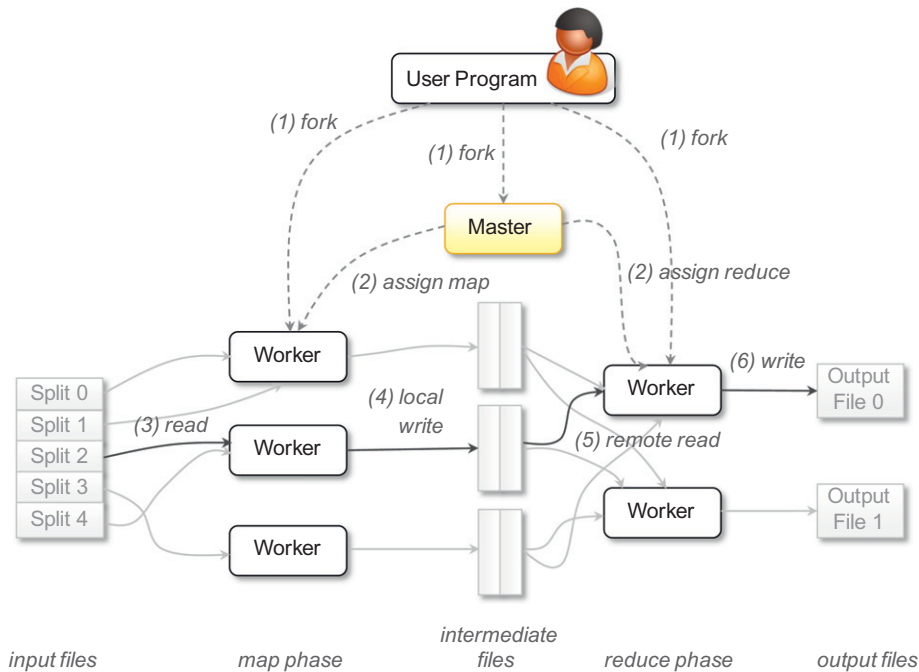 User Program
(1) fork
(1) fork
(1) fork
Master
(2) assign map
(2) assign reduce
Worker
Split 0
Split 1
Split 2
Split 3
Split 4
(3) read
Worker
Worker
(4) local
write
(5) remote read
Worker
Worker
(6) write
Output
File 0
Output
File 1
input files
map phase
intermediate
files
reduce phase
output files